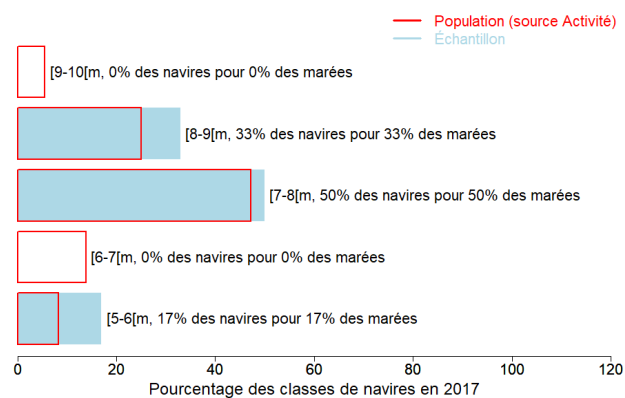 Population (source Activité)
Échantillon
[9-10[m, 0% des navires pour 0% des marées
[8-9[m, 33% des navires pour 33% des marées
[7-8[m, 50% des navires pour 50% des marées
[6-7[m, 0% des navires pour 0% des marées
[5-6[m, 17% des navires pour 17% des marées
0 20 40 60 80 100 120
Pourcentage des classes de navires en 2017